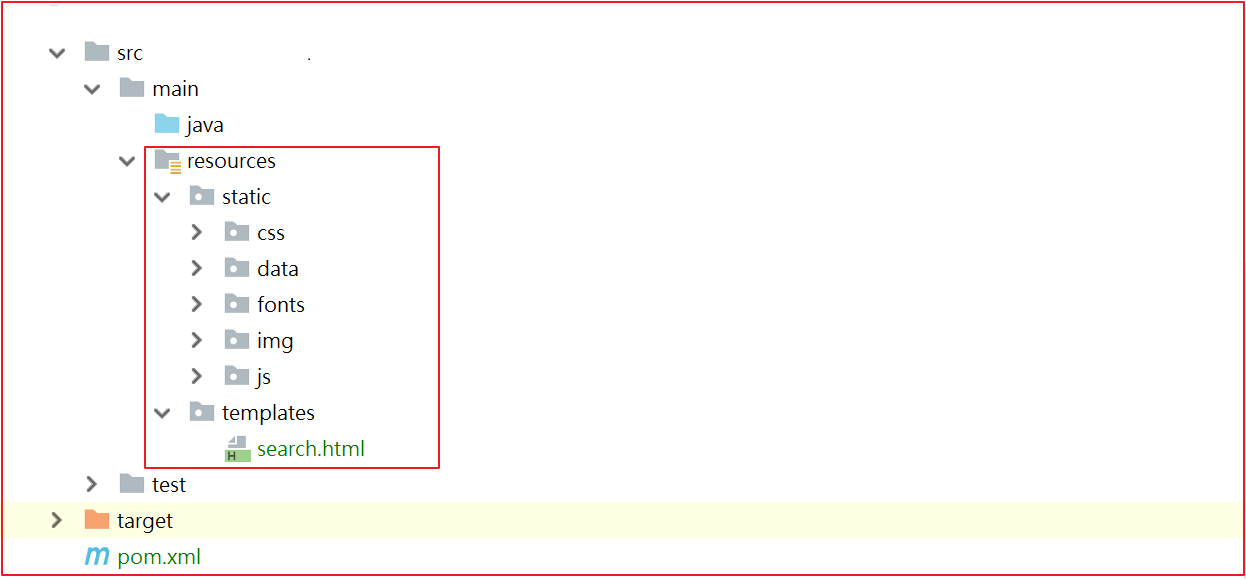 src
main
java
resources
static
css
data
fonts
img
js
templates
search.html
test
target
pom.xml